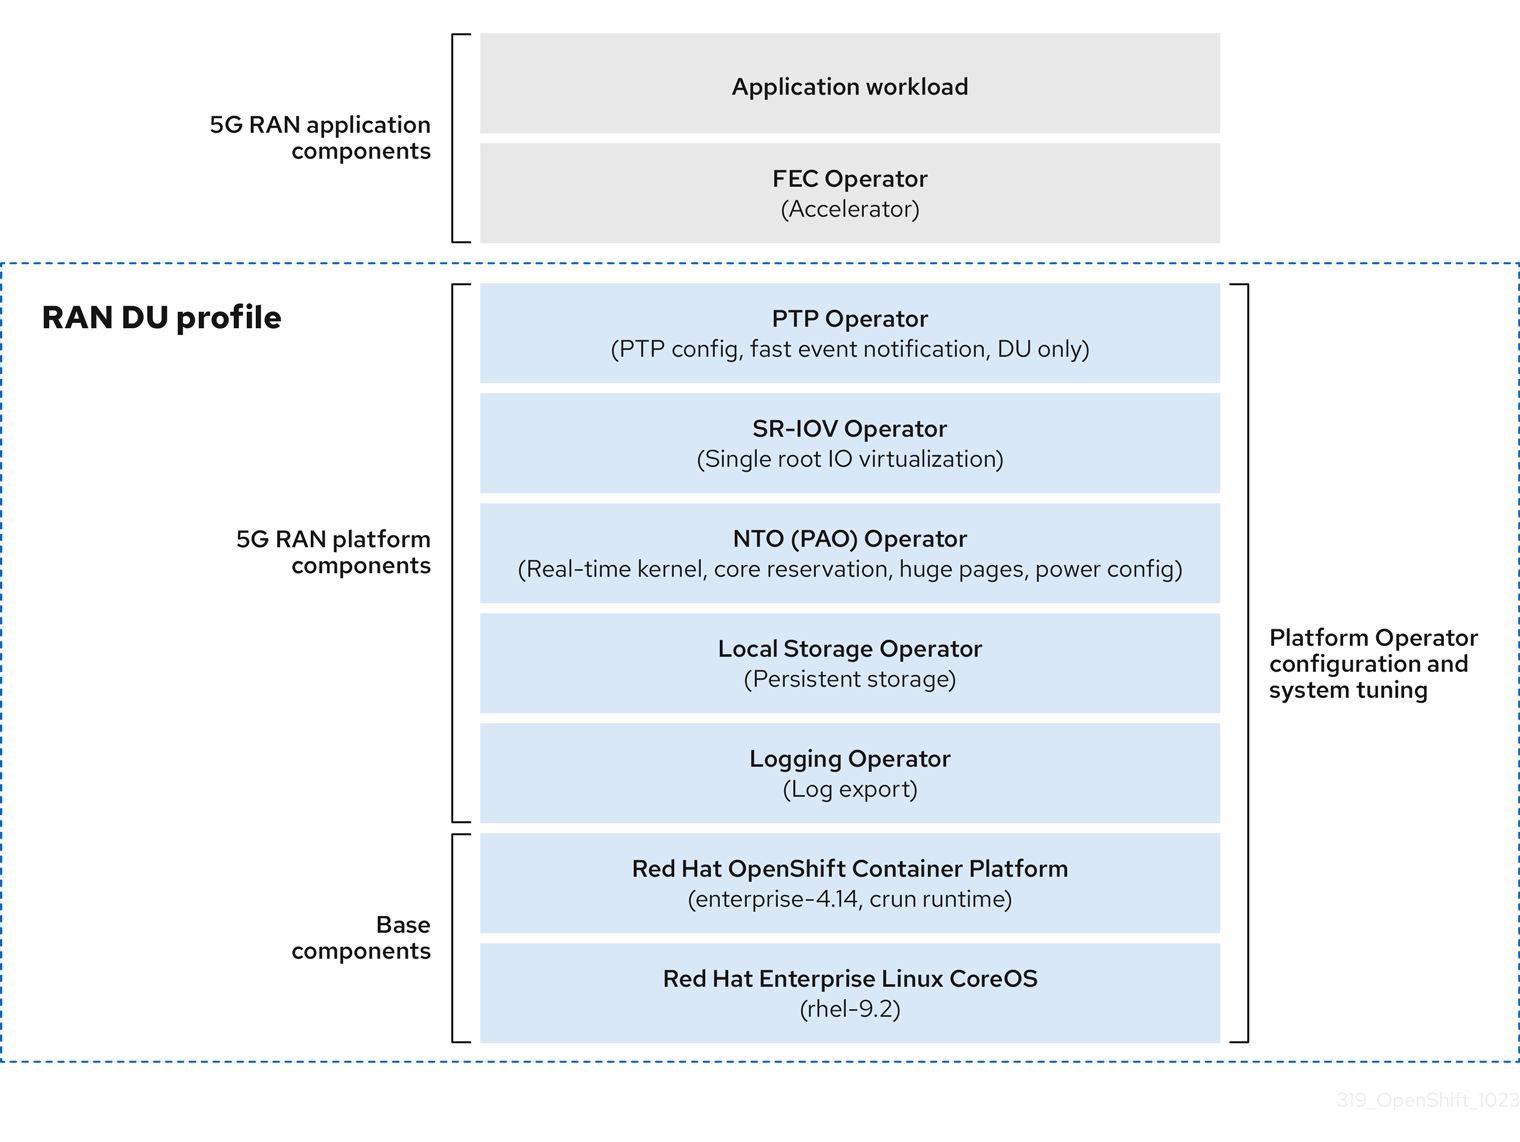 Application workload
5G RAN application
components
FEC Operator
(Accelerator)
RAN DU profile
PTP Operator
(PTP config, fast event notification, DU only)
SR-IOV Operator
(Single root IO virtualization)
5G RAN platform
components
NTO (PAO) Operator
(Real-time kernel, core reservation, huge pages, power config)
Local Storage Operator
(Persistent storage)
Platform Operator
configuration and
system tuning
Logging Operator
(Log export)
Base
components
Red Hat OpenShift Container Platform
(enterprise-4.14, crun runtime)
Red Hat Enterprise Linux CoreOS
(rhel-9.2)
319_OpenShift_1023